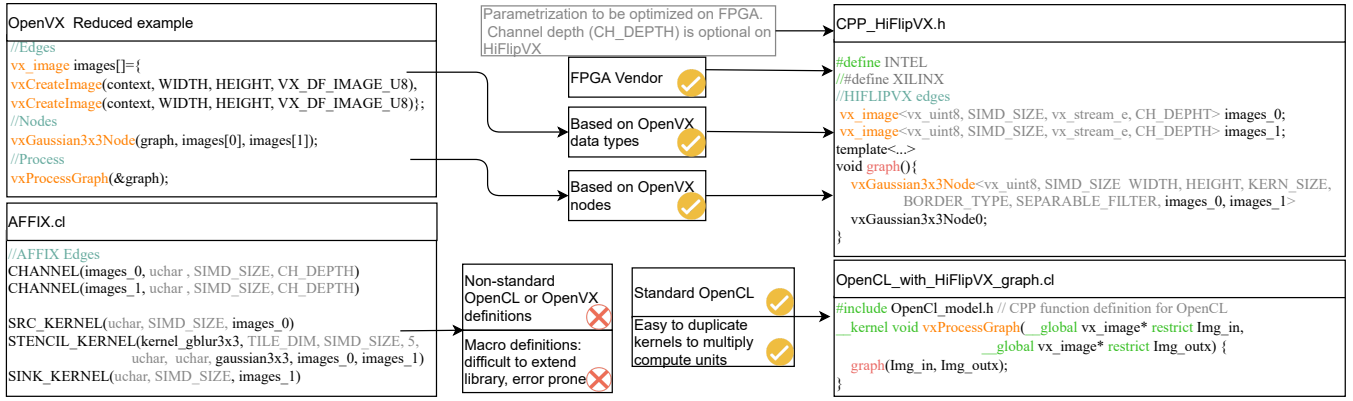 OpenVX Reduced example
//Edges
vx_image images[]={
vxCreateImage(context, WIDTH, HEIGHT, VX_DF_IMAGE_U8),
vxCreateImage(context, WIDTH, HEIGHT, VX_DF_IMAGE_U8)};
//Nodes
vxGaussian3x3Node(graph, images[0], images[1]);
//Process
vxProcessGraph(&graph);
AFFIX.cl
//AFFIX Edges
CHANNEL(images_0, uchar , SIMD_SIZE, CH_DEPTH)
CHANNEL(images_1, uchar , SIMD_SIZE, CH_DEPTH)
SRC_KERNEL(uchar, SIMD_SIZE, images_0)
STENCIL_KERNEL(kernel_gblur3x3, TILE_DIM, SIMD_SIZE, 5,
uchar, uchar, gaussian3x3, images_0, images_1)
SINK_KERNEL(uchar, SIMD_SIZE, images_1)
Parametrization to be optimized on FPGA.
Channel depth (CH_DEPTH) is optional on
HiFlipVX
FPGA Vendor
Based on OpenVX
data types
Based on OpenVX
nodes
Non-standard
OpenCL or OpenVX
definitions
Macro definitions:
difficult to extend
library, error prone
Standard OpenCL
Easy to duplicate
kernels to multiply
compute units
CPP_HiFlipVX.h
#define INTEL
//#define XILINX
//HIFLIPVX edges
vx_image<vx_uint8, SIMD_SIZE, vx_stream_e, CH_DEPHT> images_0;
vx_image<vx_uint8, SIMD_SIZE, vx_stream_e, CH_DEPTH> images_1;
template<...>
void graph(){
vxGaussian3x3Node<vx_uint8, SIMD_SIZE WIDTH, HEIGHT, KERN_SIZE,
BORDER_TYPE, SEPARABLE_FILTER, images_0, images_1>
vxGaussian3x3Node0;
}
OpenCL_with_HiFlipVX_graph.cl
#include OpenCl_model.h // CPP function definition for OpenCL
__kernel void vxProcessGraph(__global vx_image* restrict Img_in,
__global vx_image* restrict Img_outx) {
graph(Img_in, Img_outx);
}